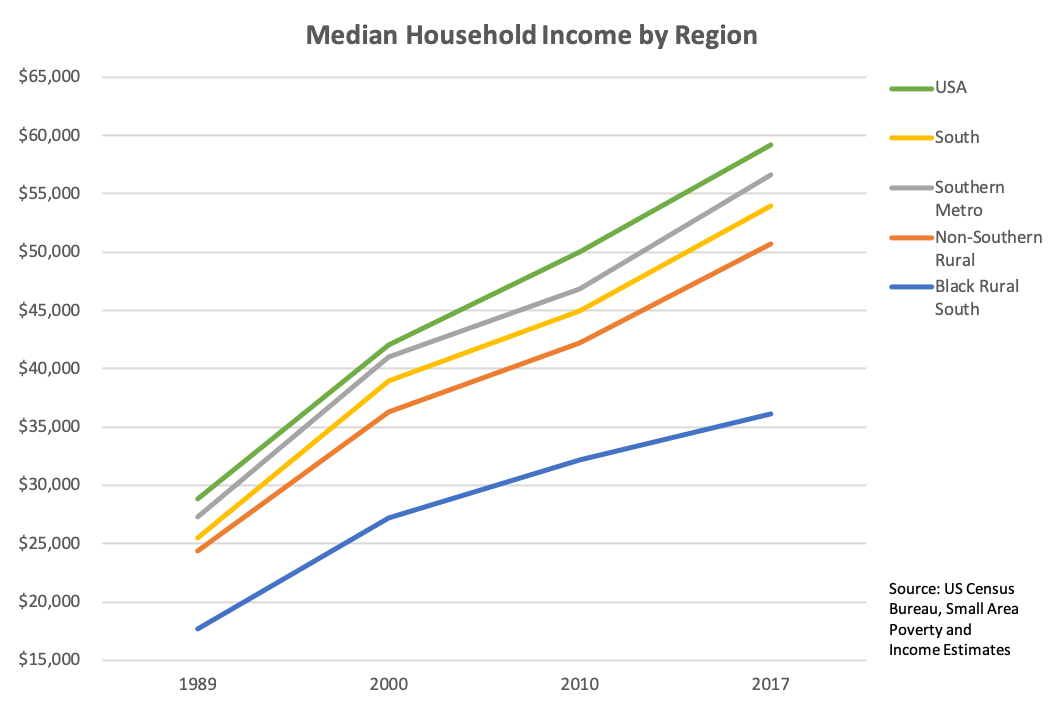 Median Household Income by Region
$65,000
$60,000
$55,000
$50,000
$45,000
$40,000
$35,000
$30,000
$25,000
$20,000
$15,000
1989 2000 2010 2017
USA
South
Southern
Metro
Non-Southern
Rural
Black Rural
South
Source: US Census
Bureau, Small Area
Poverty and
Income Estimates